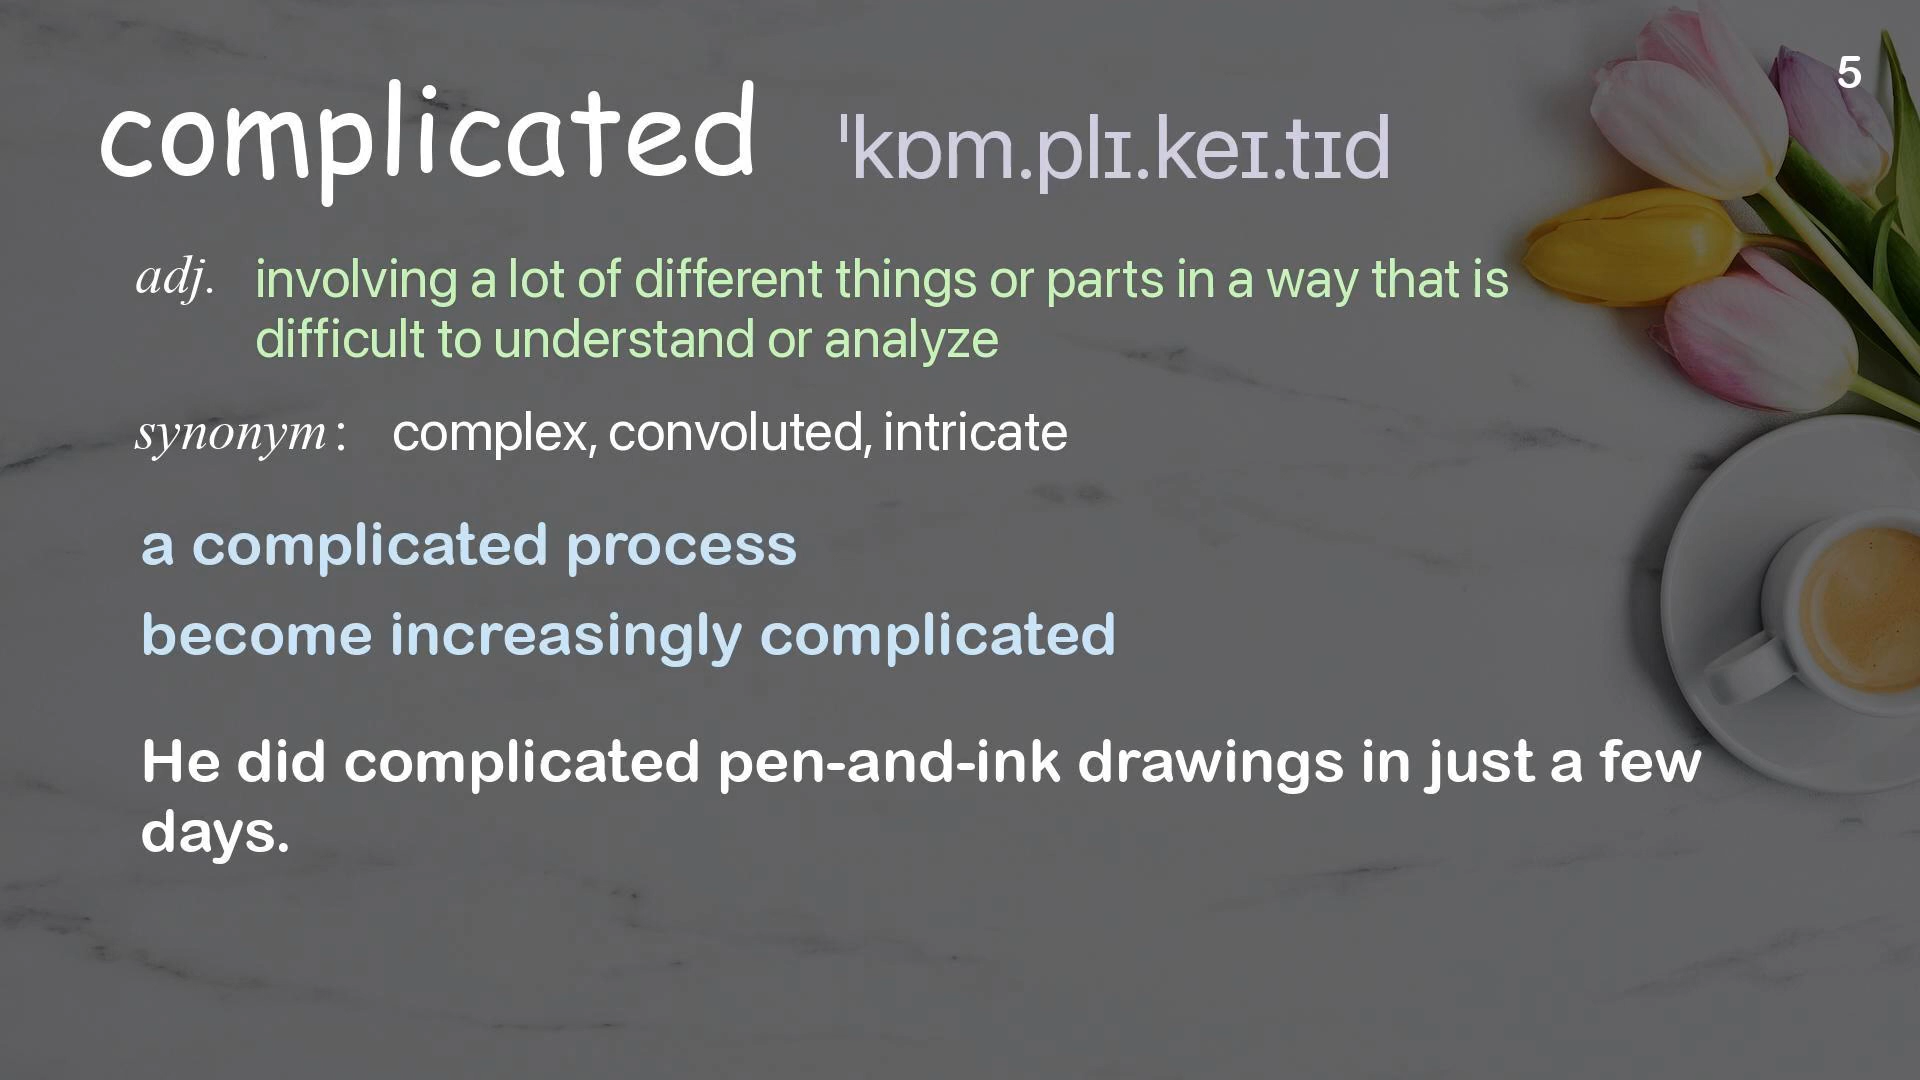 5
complicated ˈkɒm.plɪ.keɪ.tɪd
adj. involving a lot of different things or parts in a way that is
difficult to understand or analyze
synonym : complex, convoluted, intricate
a complicated process
become increasingly complicated
He did complicated pen-and-ink drawings in just a few
days.